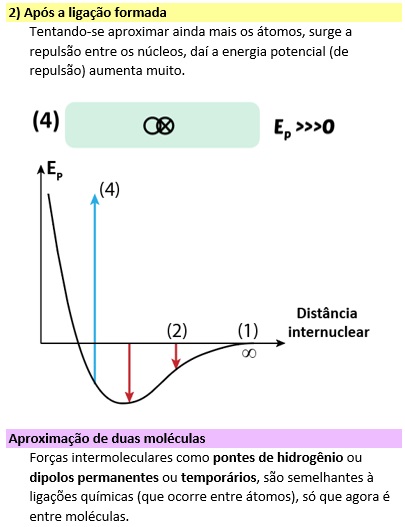 2) Após a ligação formada
Tentando-se aproximar ainda mais os átomos, surge a
repulsão entre os núcleos, daí a energia potencial (de
repulsão) aumenta muito.
(4)
Eₚ >>>0
Eₚ
(4)
(2)
(1)
∞
Distância
internuclear
Aproximação de duas moléculas
Forças intermoleculares como pontes de hidrogênio ou
dipolos permanentes ou temporários, são semelhantes à
ligações químicas (que ocorre entre átomos), só que agora é
entre moléculas.